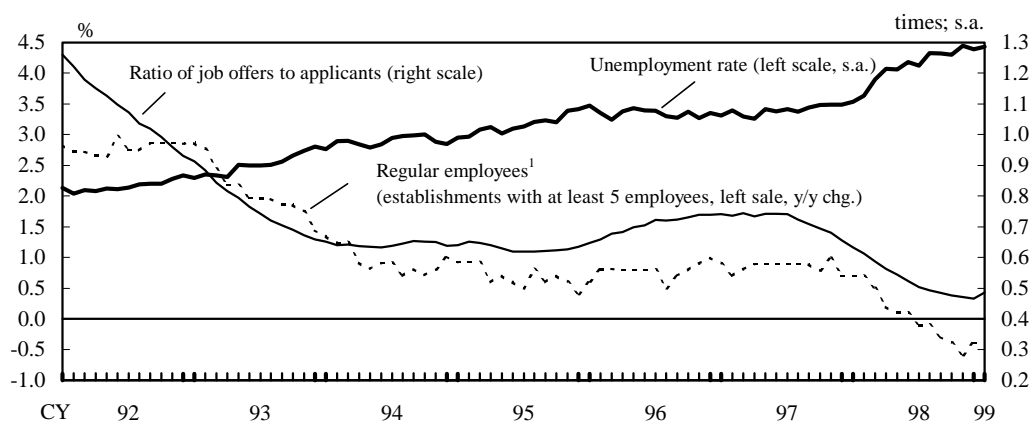 % times; s.a.
4.5 1.3
4.0 1.2
3.5 1.1
3.0 1.0
2.5 0.9
2.0 0.8
1.5 0.7
1.0 0.6
0.5 0.5
0.0 0.4
-0.5 0.3
-1.0 0.2
Ratio of job offers to applicants (right scale)
Unemployment rate (left scale, s.a.)
Regular employees1
(establishments with at least 5 employees, left sale, y/y chg.)
CY 92 93 94 95 96 97 98 99